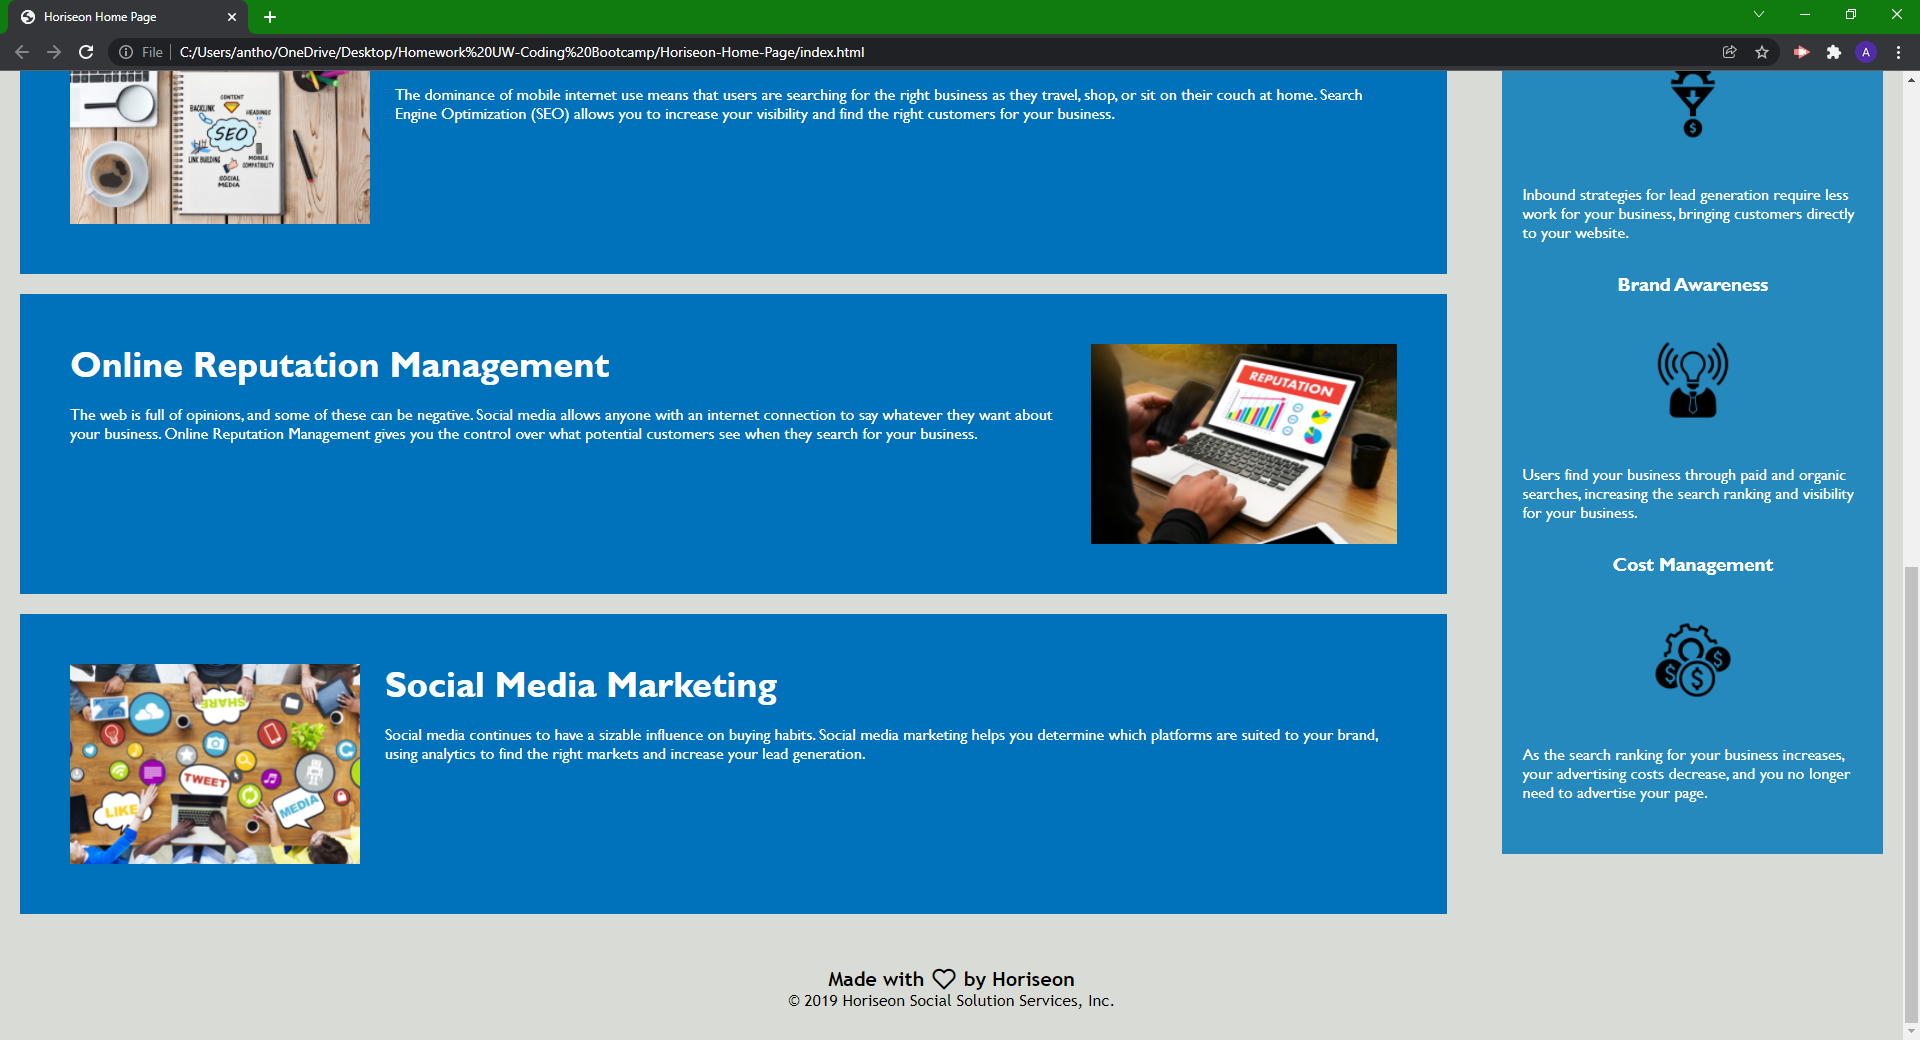 Horiseon Home Page
File
C:/Users/antho/OneDrive/Desktop/Homework%20UW-Coding%20Bootcamp/Horiseon-Home-Page/index.html
A
CONTENT
BACKLINK
HEADINGS
SEO
LINK BUILDING
MOBILE
COMPATIBILITY
SOCIAL
MEDIA
The dominance of mobile internet use means that users are searching for the right business as they travel, shop, or sit on their couch at home. Search
Engine Optimization (SEO) allows you to increase your visibility and find the right customers for your business.
Online Reputation Management
The web is full of opinions, and some of these can be negative. Social media allows anyone with an internet connection to say whatever they want about
your business. Online Reputation Management gives you the control over what potential customers see when they search for your business.
REPUTATION
SHARE
TWEET
LIKE
MEDIA
Social Media Marketing
Social media continues to have a sizable influence on buying habits. Social media marketing helps you determine which platforms are suited to your brand,
using analytics to find the right markets and increase your lead generation.
$
Inbound strategies for lead generation require less
work for your business, bringing customers directly
to your website.
Brand Awareness
Users find your business through paid and organic
searches, increasing the search ranking and visibility
for your business.
Cost Management
$ $ $
As the search ranking for your business increases,
your advertising costs decrease, and you no longer
need to advertise your page.
Made with by Horiseon
© 2019 Horiseon Social Solution Services, Inc.